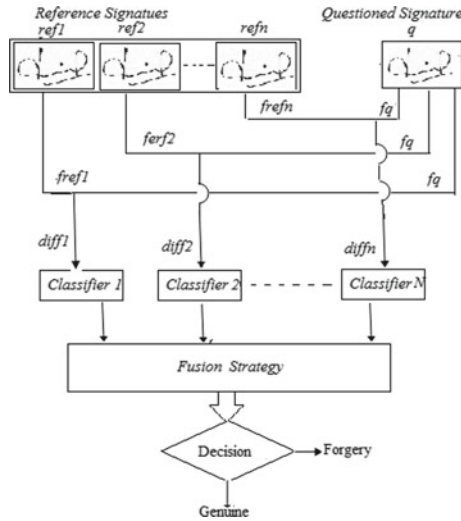 Reference Signatues Questioned Signature
ref1 ref2 refn q
frefn fq
ferf2 fq
fref1 fq
diff1 diff2 diffn
Classifier 1 Classifier 2 Classifier N
Fusion Strategy
Decision Forgery
Genuine